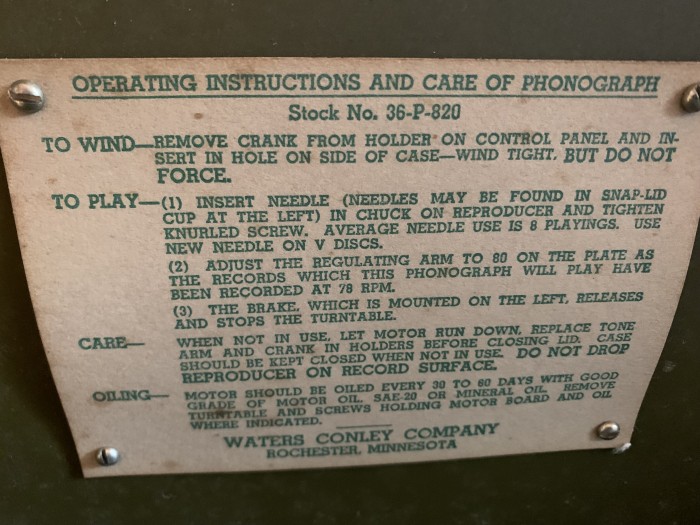 OPERATING INSTRUCTIONS AND CARE OF PHONOGRAPH
Stock No. 36-P-820
TO WIND—REMOVE CRANK FROM HOLDER ON CONTROL PANEL AND IN-
SERT IN HOLE ON SIDE OF CASE—WIND TIGHT, BUT DO NOT
FORCE.
TO PLAY—(1) INSERT NEEDLE (NEEDLES MAY BE FOUND IN SNAP-LID
CUP AT THE LEFT) IN CHUCK ON REPRODUCER AND TIGHTEN
KNURLED SCREW. AVERAGE NEEDLE USE IS 8 PLAYINGS. USE
NEW NEEDLE ON V DISCS.
(2) ADJUST THE REGULATING ARM TO 80 ON THE PLATE AS
THE RECORDS WHICH THIS PHONOGRAPH WILL PLAY HAVE
BEEN RECORDED AT 78 RPM.
(3) THE BRAKE, WHICH IS MOUNTED ON THE LEFT, RELEASES
AND STOPS THE TURNTABLE.
CARE— WHEN NOT IN USE, LET MOTOR RUN DOWN, REPLACE TONE
ARM AND CRANK IN HOLDERS BEFORE CLOSING LID. CASE
SHOULD BE KEPT CLOSED WHEN NOT IN USE. DO NOT DROP
REPRODUCER ON RECORD SURFACE.
OILING— MOTOR SHOULD BE OILED EVERY 30 TO 60 DAYS WITH GOOD
GRADE OF MOTOR OIL, SAE-20 OR MINERAL OIL. REMOVE
TURNTABLE AND SCREWS HOLDING MOTOR BOARD AND OIL
WHERE INDICATED.
WATERS CONLEY COMPANY
ROCHESTER, MINNESOTA